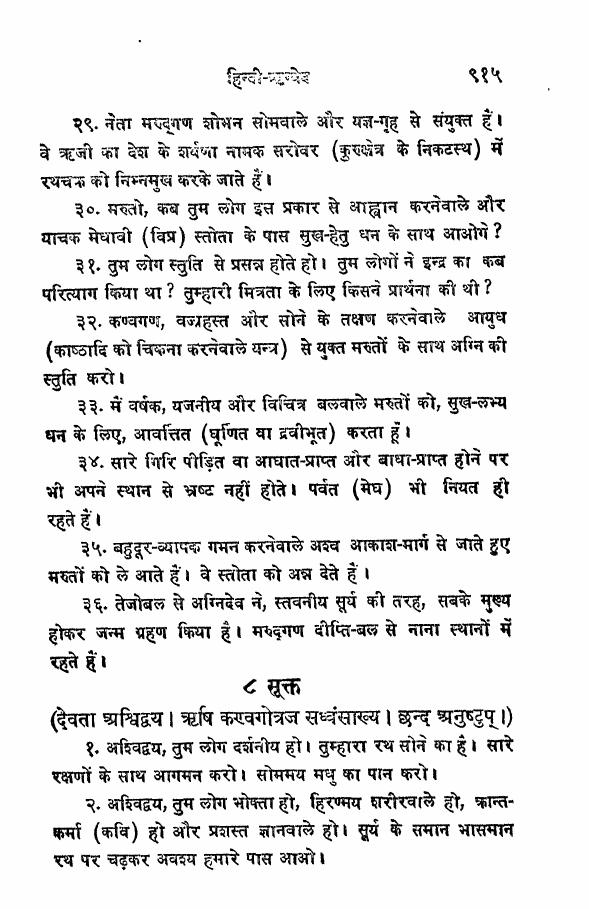 हिन्दी-ऋग्वेद ९१५
२९. नेता मरुद्गण शोभन सोमवाले और यज्ञ-गृह से संयुक्त हैं।
वे ऋजी का देश के शर्यणा नामक सरोवर (कुरुक्षेत्र के निकटस्थ) में
रथचक्र को निम्नमुख करके जाते हैं।
३०. मरुतो, कब तुम लोग इस प्रकार से आह्वान करनेवाले और
याचक मेधावी (विप्र) स्तोता के पास सुख-हेतु धन के साथ आओगे?
३१. तुम लोग स्तुति से प्रसन्न होते हो। तुम लोगों ने इन्द्र का कब
परित्याग किया था? तुम्हारी मित्रता के लिए किसने प्रार्थना की थी?
३२. कण्वगण, वज्रहस्त और सोने के तक्षण करनेवाले आयुध
(काष्ठादि को चिकना करनेवाले यन्त्र) से युक्त मरुतों के साथ अग्नि की
स्तुति करो।
३३. मैं वर्षक, यजनीय और विचित्र बलवाले मरुतों को, सुख-लभ्य
धन के लिए, आवर्त्तित (घूर्णित वा द्रवीभूत) करता हूँ।
३४. सारे गिरि पीड़ित वा आघात-प्राप्त और बाधा-प्राप्त होने पर
भी अपने स्थान से भ्रष्ट नहीं होते। पर्वत (मेघ) भी नियत ही
रहते हैं।
३५. बहुदूर-व्यापक गमन करनेवाले अश्व आकाश-मार्ग से जाते हुए
मरुतों को ले आते हैं। वे स्तोता को अन्न देते हैं।
३६. तेजोबल से अग्निदेव ने, स्तवनीय सूर्य की तरह, सबके मुख्य
होकर जन्म ग्रहण किया है। मरुद्गण दीप्ति-बल से नाना स्थानों में
रहते हैं।
८ सूक्त
(देवता अश्विद्वय। ऋषि कण्वगोत्रज सध्वंसाख्य। छन्द अनुष्टुप्।)
१. अश्विद्वय, तुम लोग दर्शनीय हो। तुम्हारा रथ सोने का है। सारे
रक्षणों के साथ आगमन करो। सोममय मधु का पान करो।
२. अश्विद्वय, तुम लोग भोक्ता हो, हिरण्मय शरीरवाले हो, क्रान्त-
कर्मा (कवि) हो और प्रशस्त ज्ञानवाले हो। सूर्य के समान भासमान
रथ पर चढ़कर अवश्य हमारे पास आओ।